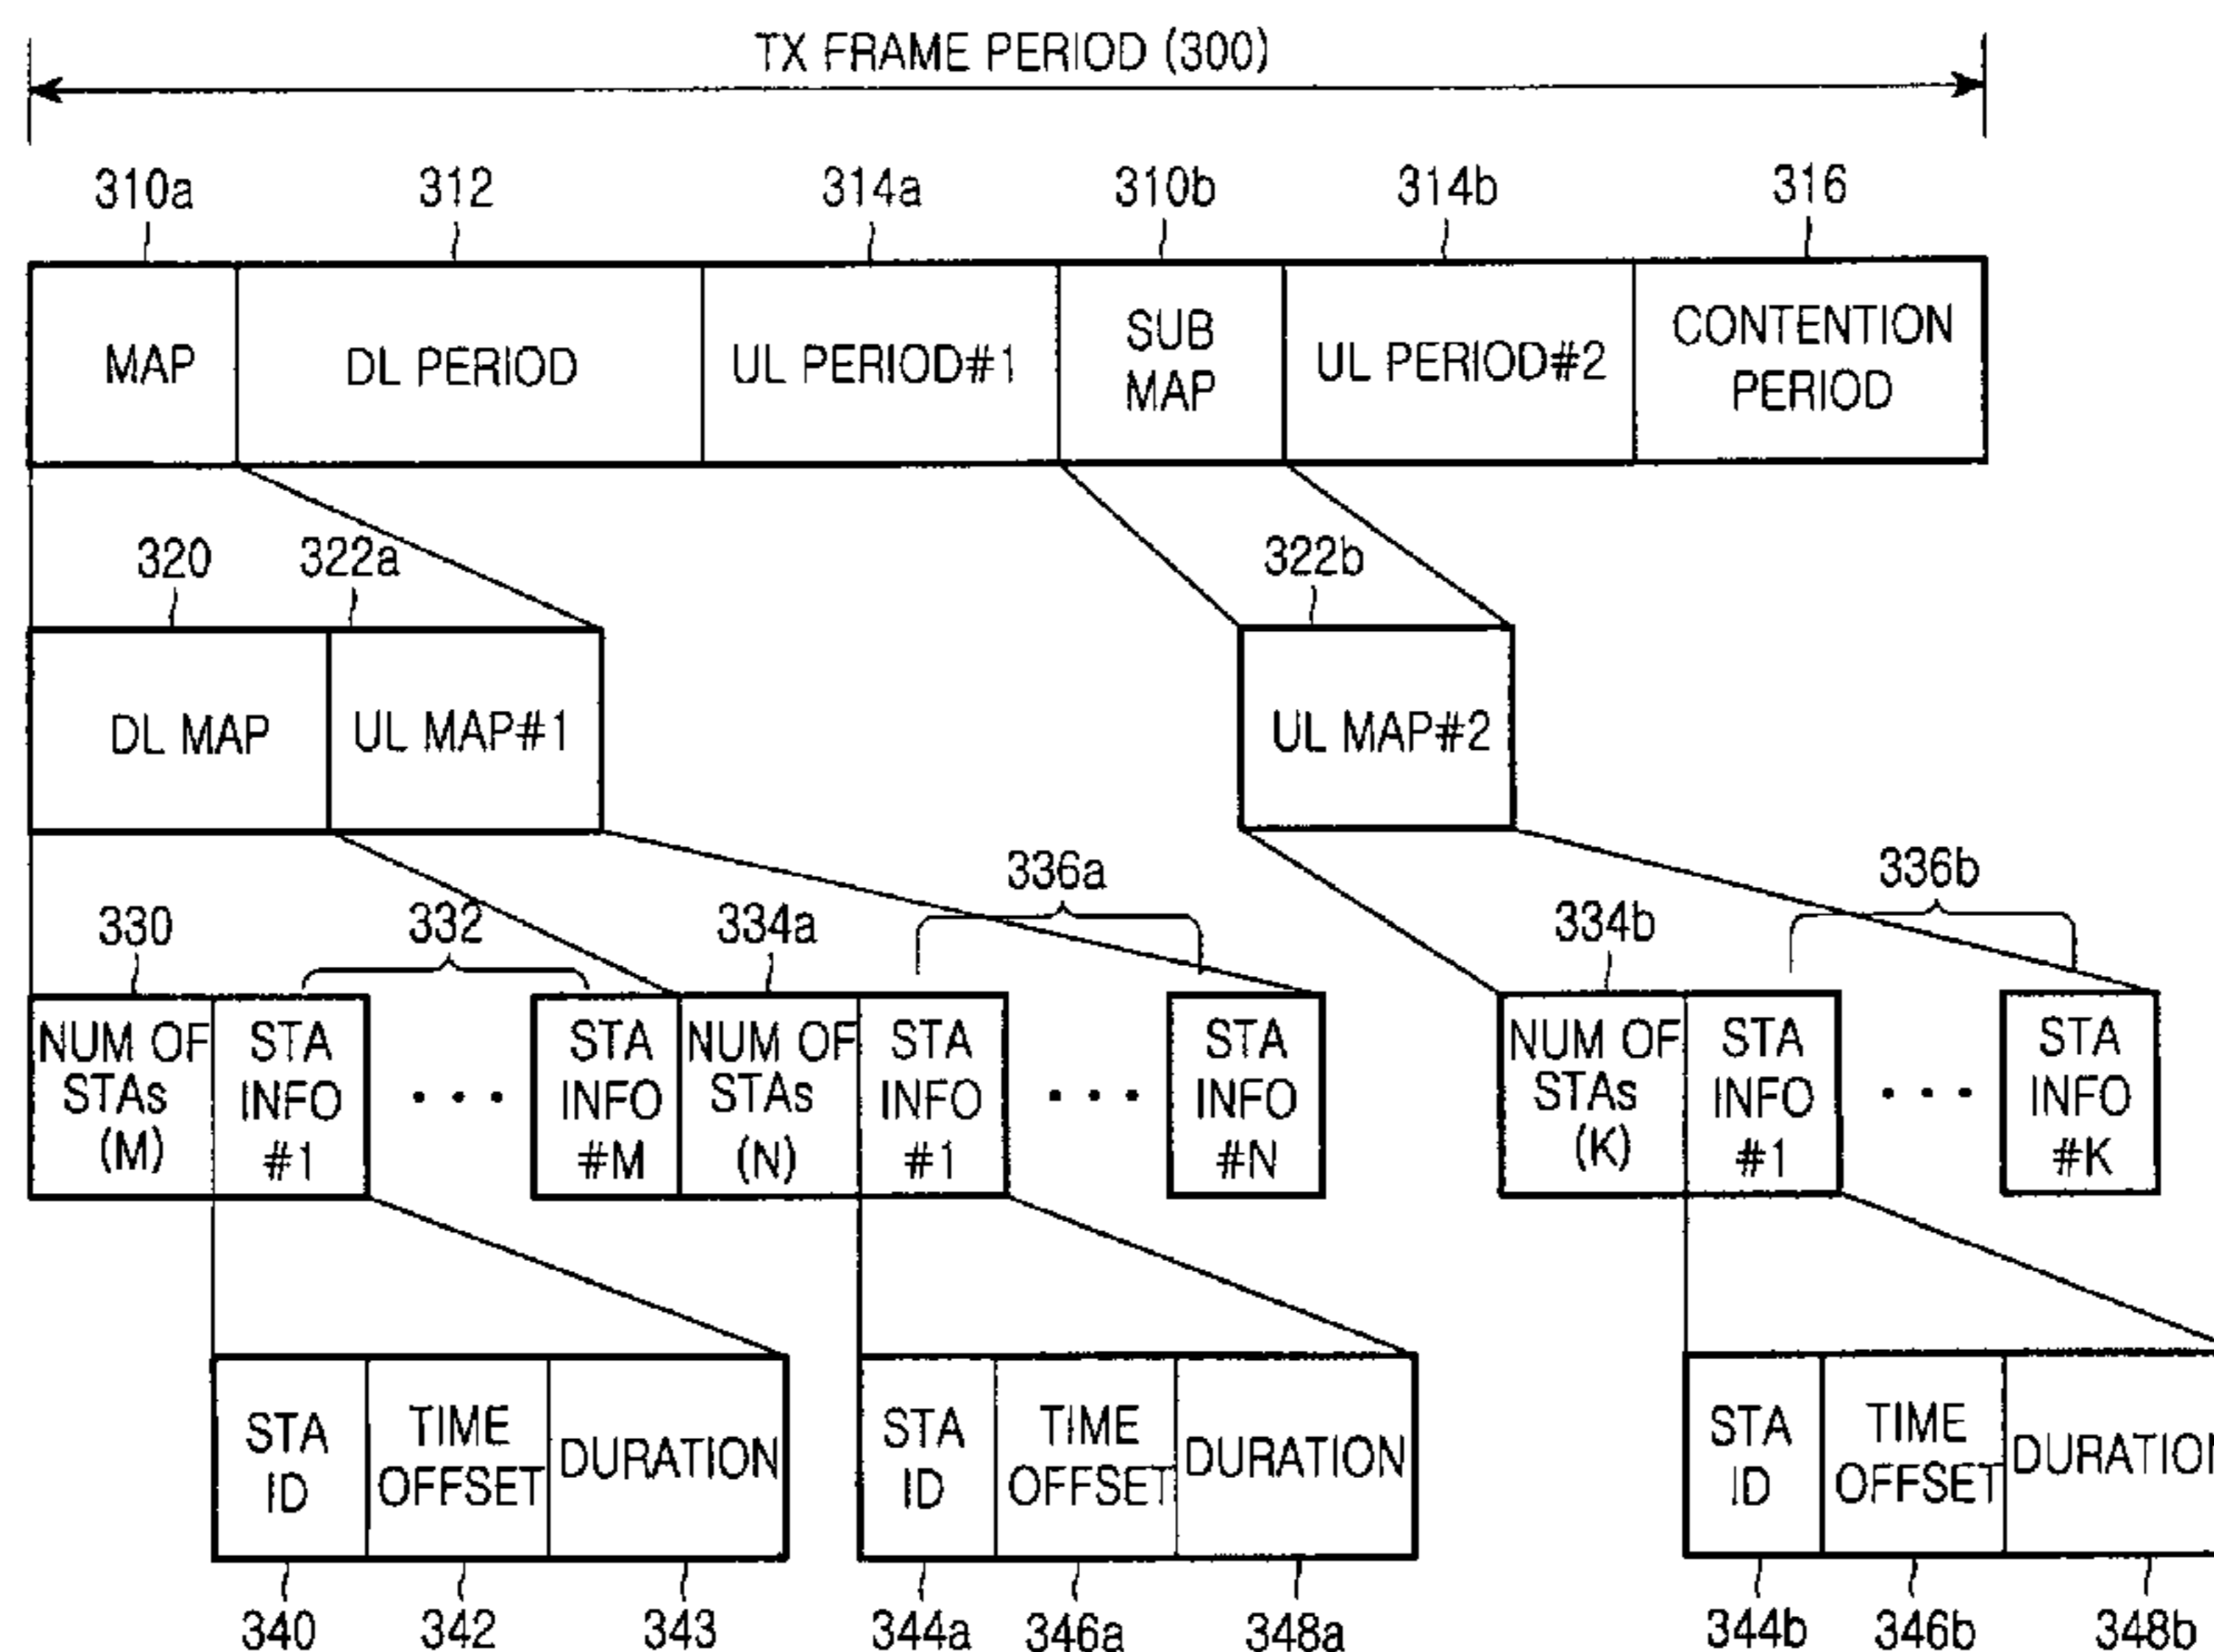 TX FRAME PERIOD (300)
310a 312 314a 310b 314b 316
MAP
DL PERIOD
UL PERIOD#1
SUB
MAP
UL PERIOD#2
CONTENTION
PERIOD
320 322a 322b
DL MAP
UL MAP#1
UL MAP#2
330 332 334a 336a 334b 336b
NUM OF
STAs
(M)
STA
INFO
#1
• • •
STA
INFO
#M
NUM OF
STAs
(N)
STA
INFO
#1
• • •
STA
INFO
#N
NUM OF
STAs
(K)
STA
INFO
#1
• • •
STA
INFO
#K
STA
ID
TIME
OFFSET
DURATION
STA
ID
TIME
OFFSET
DURATION
STA
ID
TIME
OFFSET
DURATION
340 342 343 344a 346a 348a 344b 346b 348b